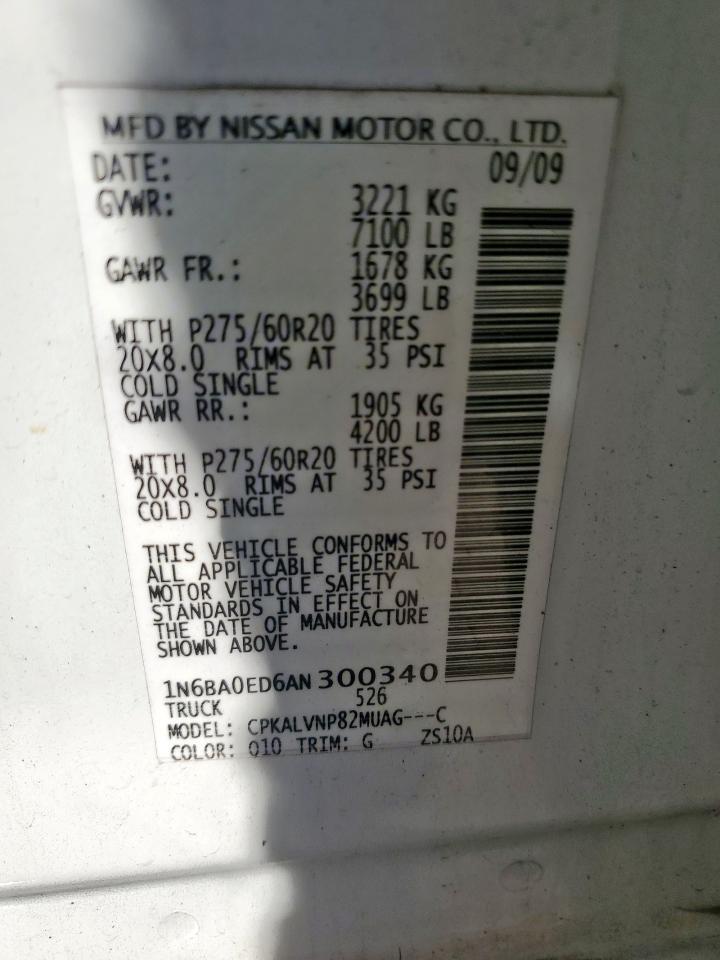 MFD BY NISSAN MOTOR CO., LTD.
DATE: 09/09
GVWR: 3221 KG
7100 LB
GAWR FR.: 1678 KG
3699 LB
WITH P275/60R20 TIRES
20X8.0 RIMS AT 35 PSI
COLD SINGLE
GAWR RR.: 1905 KG
4200 LB
WITH P275/60R20 TIRES
20X8.0 RIMS AT 35 PSI
COLD SINGLE
THIS VEHICLE CONFORMS TO
ALL APPLICABLE FEDERAL
MOTOR VEHICLE SAFETY
STANDARDS IN EFFECT ON
THE DATE OF MANUFACTURE
SHOWN ABOVE.
1N6BA0ED6AN300340
TRUCK 526
MODEL: CPKALVNP82MUAG---C
COLOR: Q10 TRIM: G ZS10A